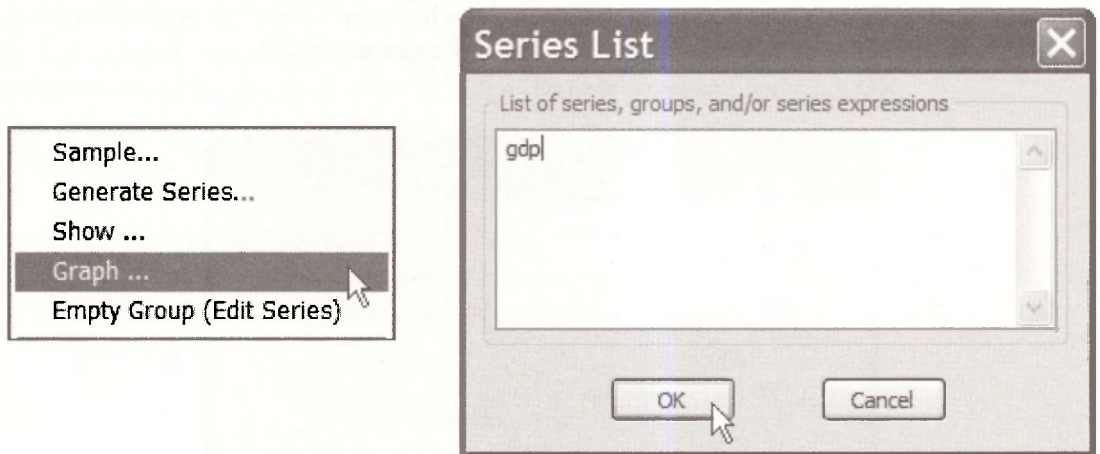 Sample...
Generate Series...
Show ...
Graph ...
Empty Group (Edit Series)
Series List
List of series, groups, and/or series expressions
gdp
OK
Cancel